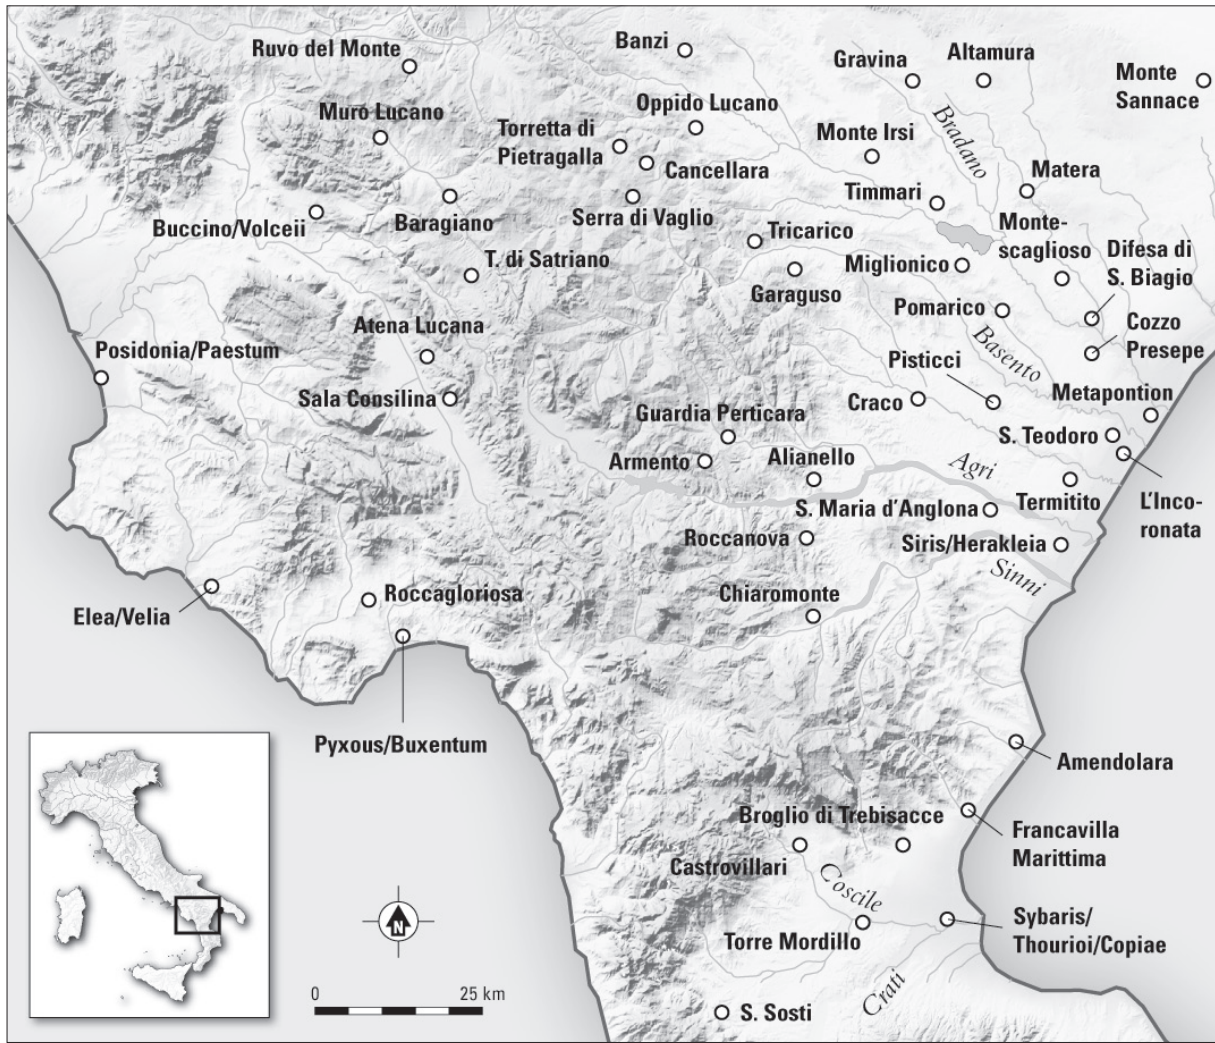 Ruvo del Monte
Banzi
Gravina
Altamura
Monte
Sannace
Muro Lucano
Oppido Lucano
Torretta di
Pietragalla
Cancellara
Monte Irsi
Bradano
Matera
Timmari
Buccino/Volceii
Baragiano
Serra di Vaglio
Tricarico
Monte-
scaglioso
Difesa di
S. Biagio
T. di Satriano
Garaguso
Miglionico
Pomarico
Cozzo
Presepe
Atena Lucana
Basento
Posidonia/Paestum
Pisticci
Sala Consilina
Craco
Metapontion
Guardia Perticara
S. Teodoro
Armento
Alianello
Agri
Termitito
L'Inco-
ronata
S. Maria d'Anglona
Roccanova
Siris/Herakleia
Sinni
Elea/Velia
Roccagloriosa
Chiaromonte
Pyxous/Buxentum
Amendolara
Broglio di Trebisacce
Francavilla
Marittima
Castrovillari
Coscile
Sybaris/
Thourioi/Copiae
Torre Mordillo
Crati
N
0 25 km
S. Sosti